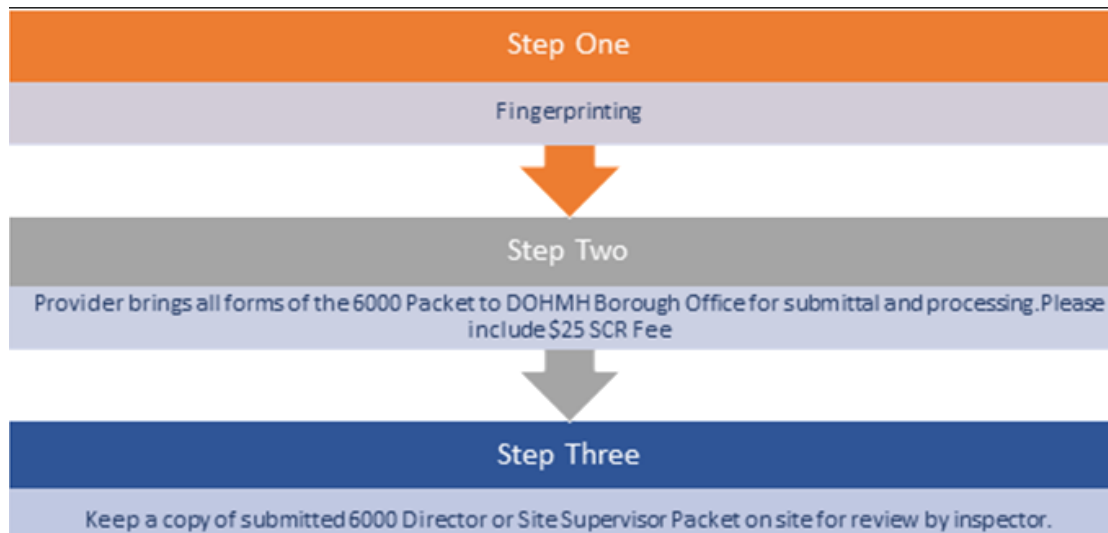 Step One
Fingerprinting
Step Two
Provider brings all forms of the 6000 Packet to DOHMH Borough Office for submittal and processing.Please
include $25 SCR Fee
Step Three
Keep a copy of submitted 6000 Director or Site Supervisor Packet on site for review by inspector.